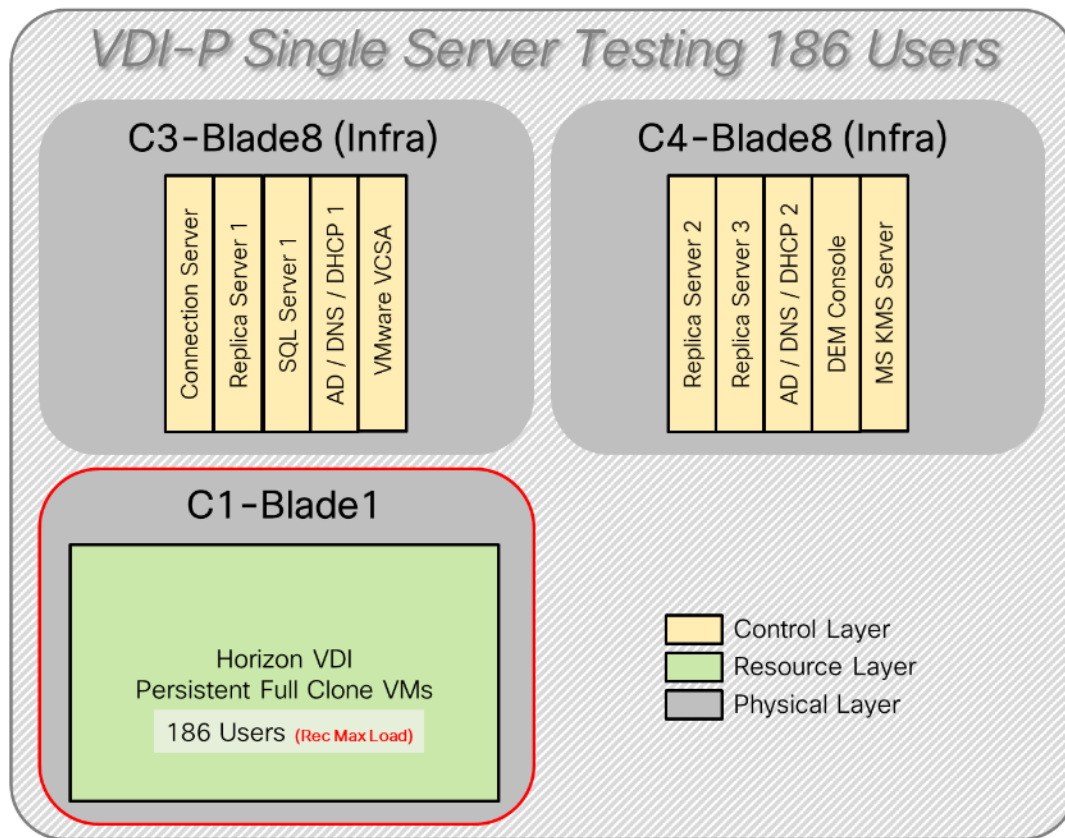 VDI-P Single Server Testing 186 Users
C3-Blade8 (Infra)
Connection Server
Replica Server 1
SQL Server 1
AD / DNS / DHCP 1
VMware VCSA
C4-Blade8 (Infra)
Replica Server 2
Replica Server 3
AD / DNS / DHCP 2
DEM Console
MS KMS Server
C1-Blade1
Horizon VDI
Persistent Full Clone VMs
186 Users (Rec Max Load)
Control Layer
Resource Layer
Physical Layer